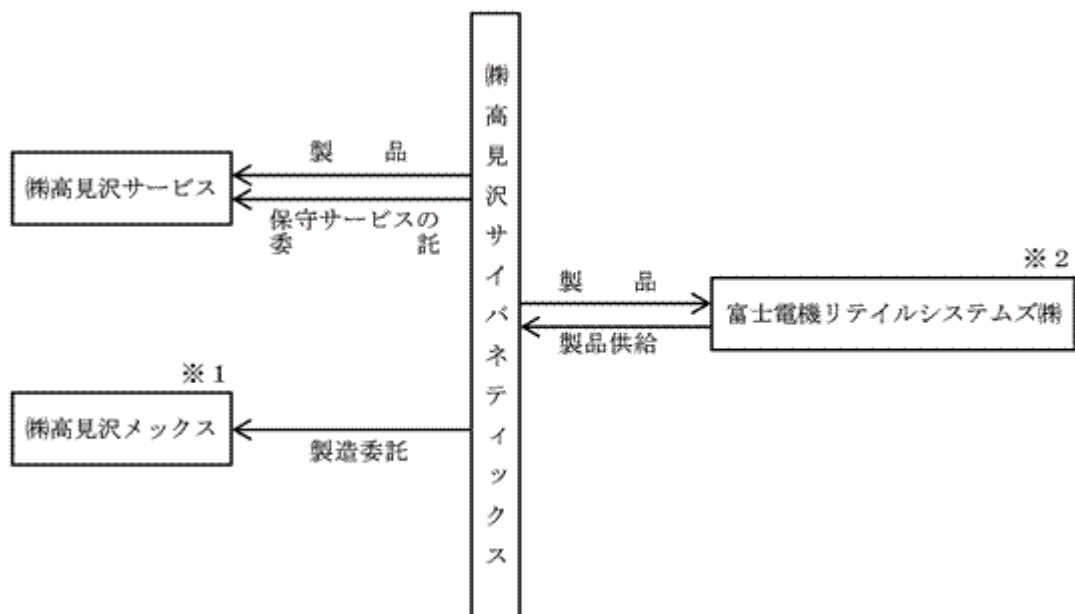 ㈱高見沢サイバネティックス
製品
㈱高見沢サービス
保守サービスの
委託
※2
製品
富士電機リテイルシステムズ㈱
製品供給
※1
㈱高見沢メックス
製造委託